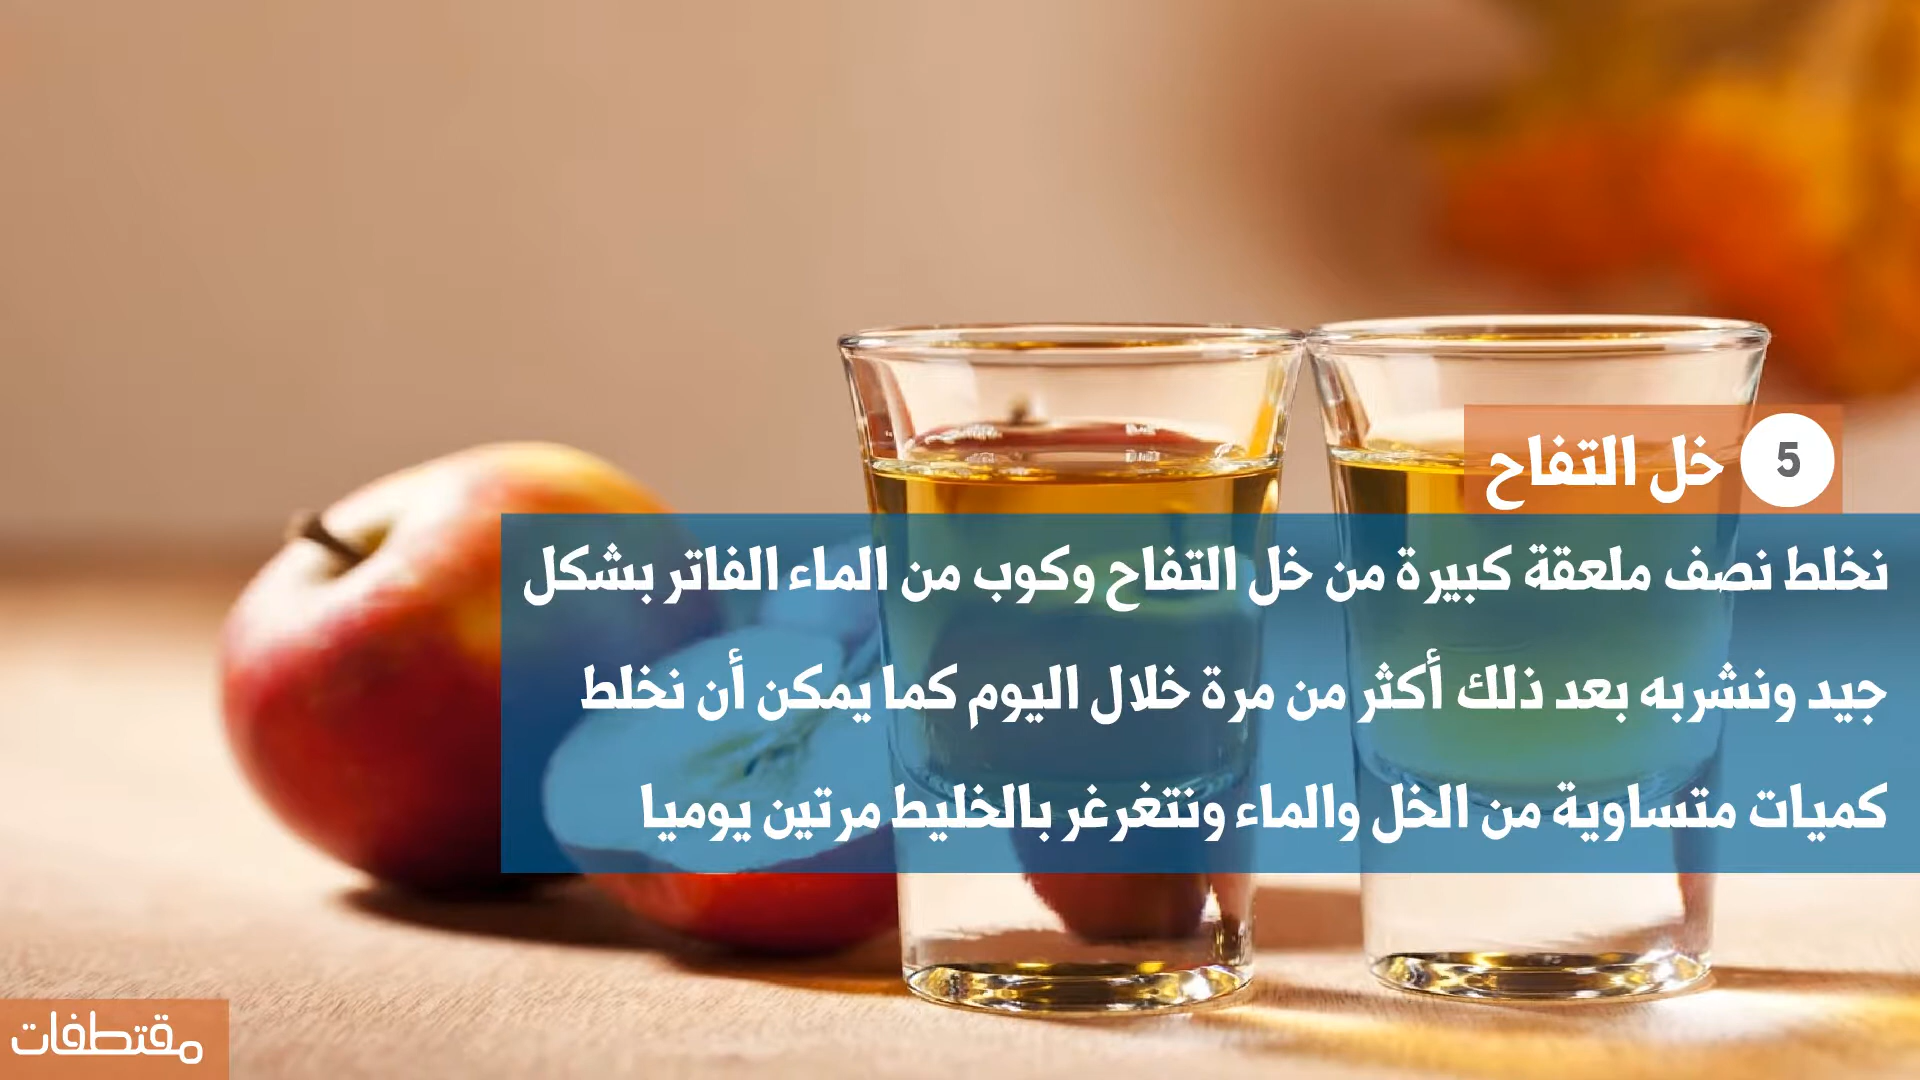 5 خل التفاح
نخلط نصف ملعقة كبيرة من خل التفاح وكوب من الماء الفاتر بشكل
جيد ونشربه بعد ذلك أكثر من مرة خلال اليوم كما يمكن أن نخلط
كميات متساوية من الخل والماء ونتغرغر بالخليط مرتين يوميا
مقتطفات